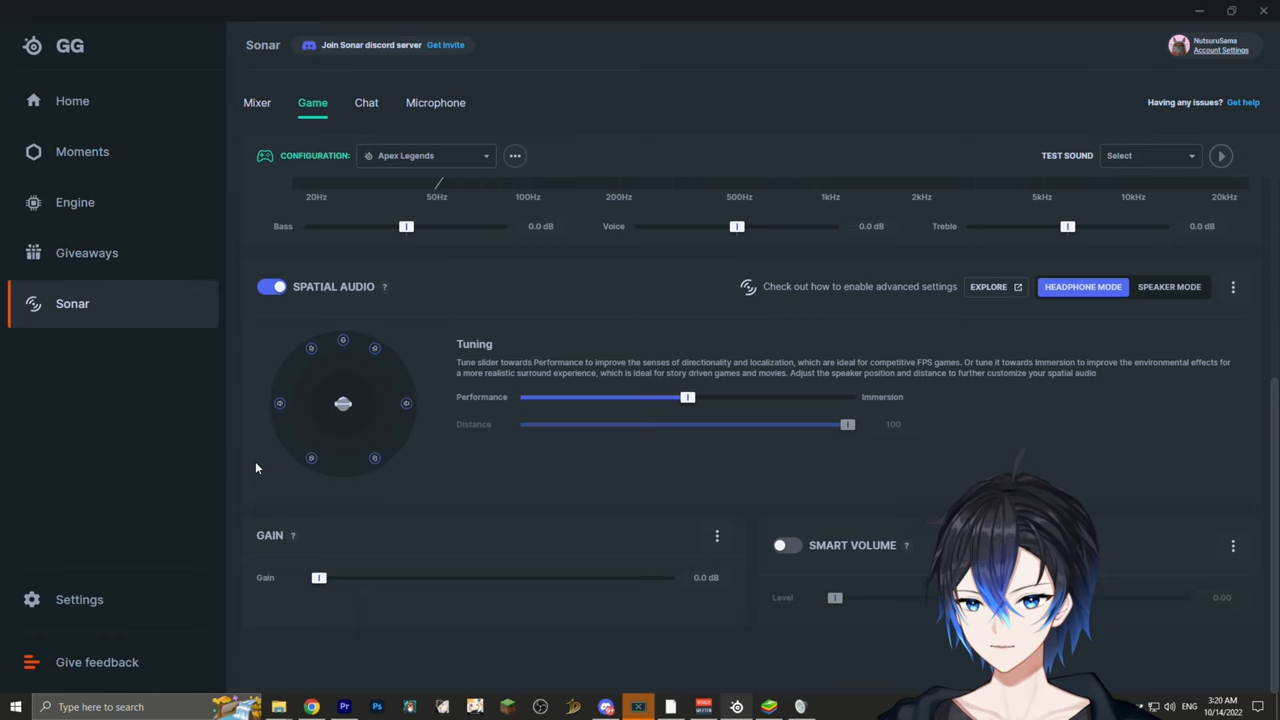 GG
Sonar
Join Sonar discord server Get invite
NutsuruSama
Account Settings
Home
Moments
Engine
Giveaways
Sonar
Settings
Give feedback
Mixer Game Chat Microphone
Having any issues? Get help
CONFIGURATION: Apex Legends
TEST SOUND Select
20Hz 50Hz 100Hz 200Hz 500Hz 1kHz 2kHz 5kHz 10kHz 20kHz
Bass 0.0 dB Voice 0.0 dB Treble 0.0 dB
SPATIAL AUDIO ?
Check out how to enable advanced settings EXPLORE HEADPHONE MODE SPEAKER MODE
Tuning
Tune slider towards Performance to improve the senses of directionality and localization, which are ideal for competitive FPS games. Or tune it towards Immersion to improve the environmental effects for
a more realistic surround experience, which is ideal for story driven games and movies. Adjust the speaker position and distance to further customize your spatial audio
Performance Immersion
Distance 100
GAIN ?
Gain 0.0 dB
SMART VOLUME ?
Level 0.00
Type here to search
ENG
3:20 AM
10/14/2022